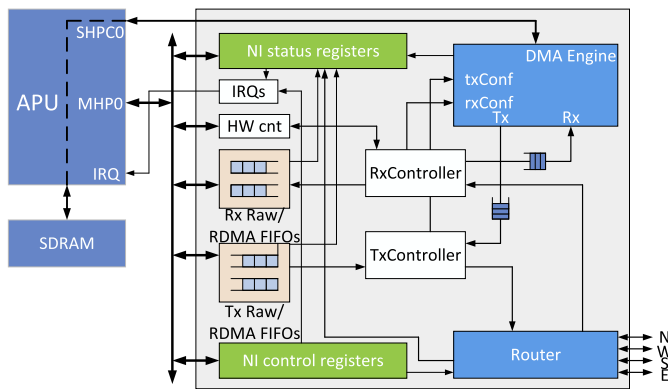 SHPC0
APU
MHP0
IRQ
SDRAM
NI status registers
IRQs
HW cnt
Rx Raw/
RDMA FIFOs
Tx Raw/
RDMA FIFOs
NI control registers
DMA Engine
txConf
rxConf
Tx
Rx
RxController
TxController
Router
N
W
S
E